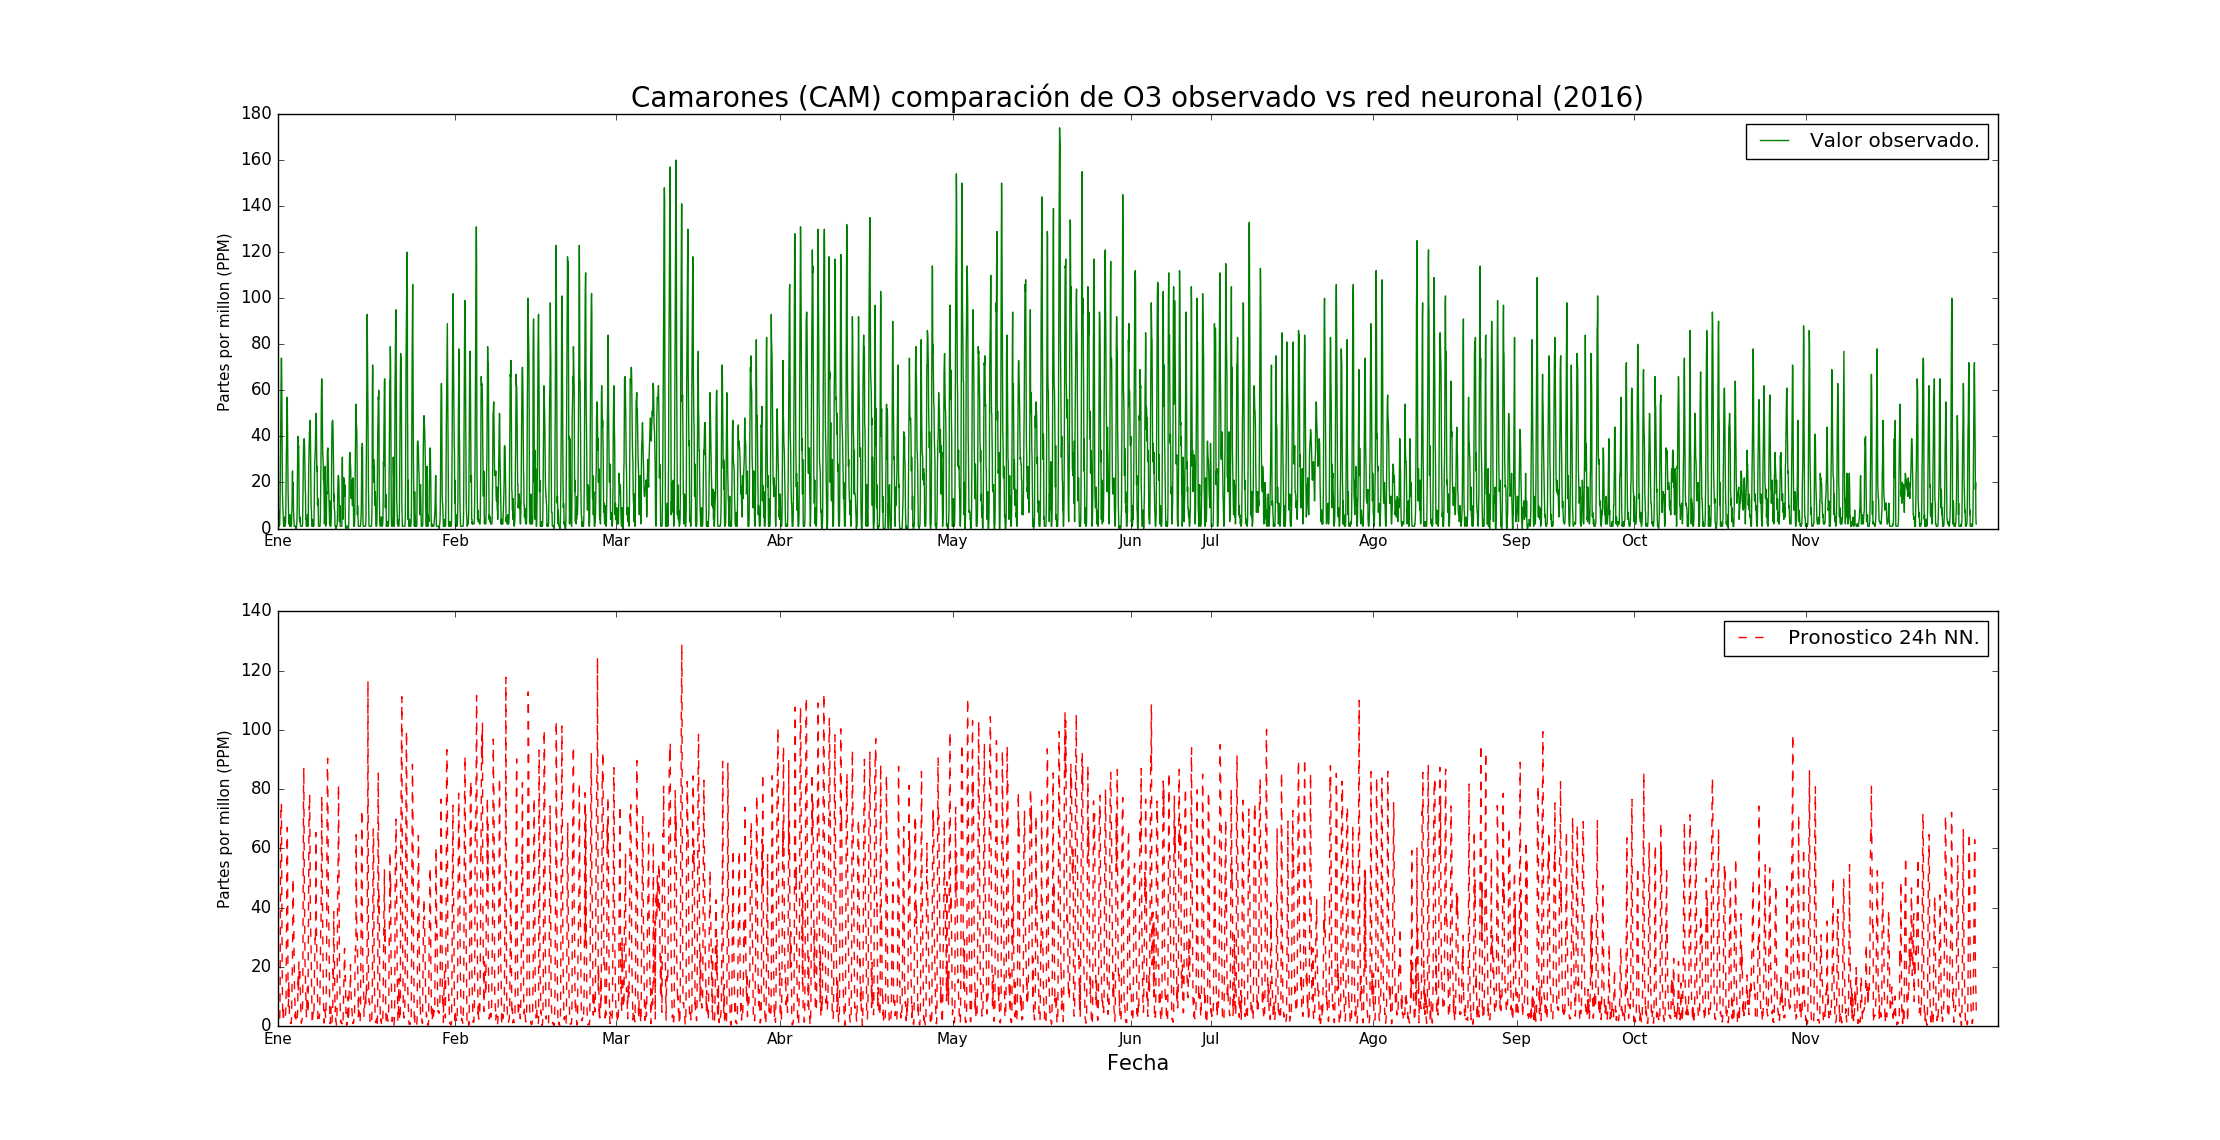 Camarones (CAM) comparación de O3 observado vs red neuronal (2016)
180
160
140
120
100
80
60
40
20
0
Partes por millon (PPM)
Valor observado.
Ene Feb Mar Abr May Jun Jul Ago Sep Oct Nov
140
120
100
80
60
40
20
0
Partes por millon (PPM)
Pronostico 24h NN.
Ene Feb Mar Abr May Jun Jul Ago Sep Oct Nov
Fecha